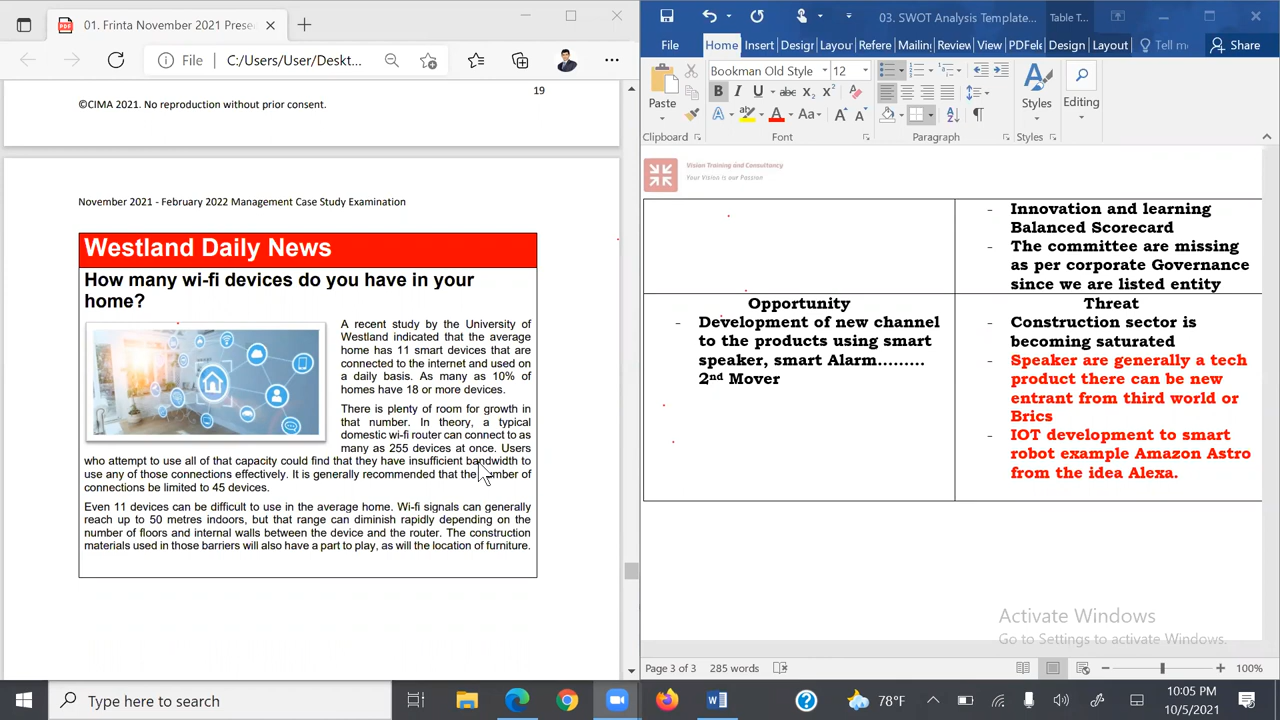 01. Frinta November 2021 Prese
File
C:/Users/User/Deskt...
19
©CIMA 2021. No reproduction without prior consent.
November 2021 - February 2022 Management Case Study Examination
Westland Daily News
How many wi-fi devices do you have in your
home?
A recent study by the University of
Westland indicated that the average
home has 11 smart devices that are
connected to the internet and used on
a daily basis. As many as 10% of
homes have 18 or more devices.
There is plenty of room for growth in
that number. In theory, a typical
domestic wi-fi router can connect to as
many as 255 devices at once. Users
who attempt to use all of that capacity could find that they have insufficient bandwidth to
use any of those connections effectively. It is generally recommended that the number of
connections be limited to 45 devices.
Even 11 devices can be difficult to use in the average home. Wi-fi signals can generally
reach up to 50 metres indoors, but that range can diminish rapidly depending on the
number of floors and internal walls between the device and the router. The construction
materials used in those barriers will also have a part to play, as will the location of furniture.
03. SWOT Analysis Template... Table T...
File Home Insert Design Layou Refere Mailin Review View PDFel Design Layout Tell me Share
Bookman Old Style 12
Paste
B I U abc X2 X2
A A Aa A A
Styles
Editing
Clipboard Font Paragraph Styles
Vision Training and Consultancy
Your Vision is our Passion
- Innovation and learning
Balanced Scorecard
- The committee are missing
as per corporate Governance
since we are listed entity
Opportunity
- Development of new channel
to the products using smart
speaker, smart Alarm.........
2nd Mover
Threat
- Construction sector is
becoming saturated
- Speaker are generally a tech
product there can be new
entrant from third world or
Brics
- IOT development to smart
robot example Amazon Astro
from the idea Alexa.
Activate Windows
Go to Settings to activate Windows.
Page 3 of 3 285 words
100%
Type here to search
78°F
10:05 PM
10/5/2021